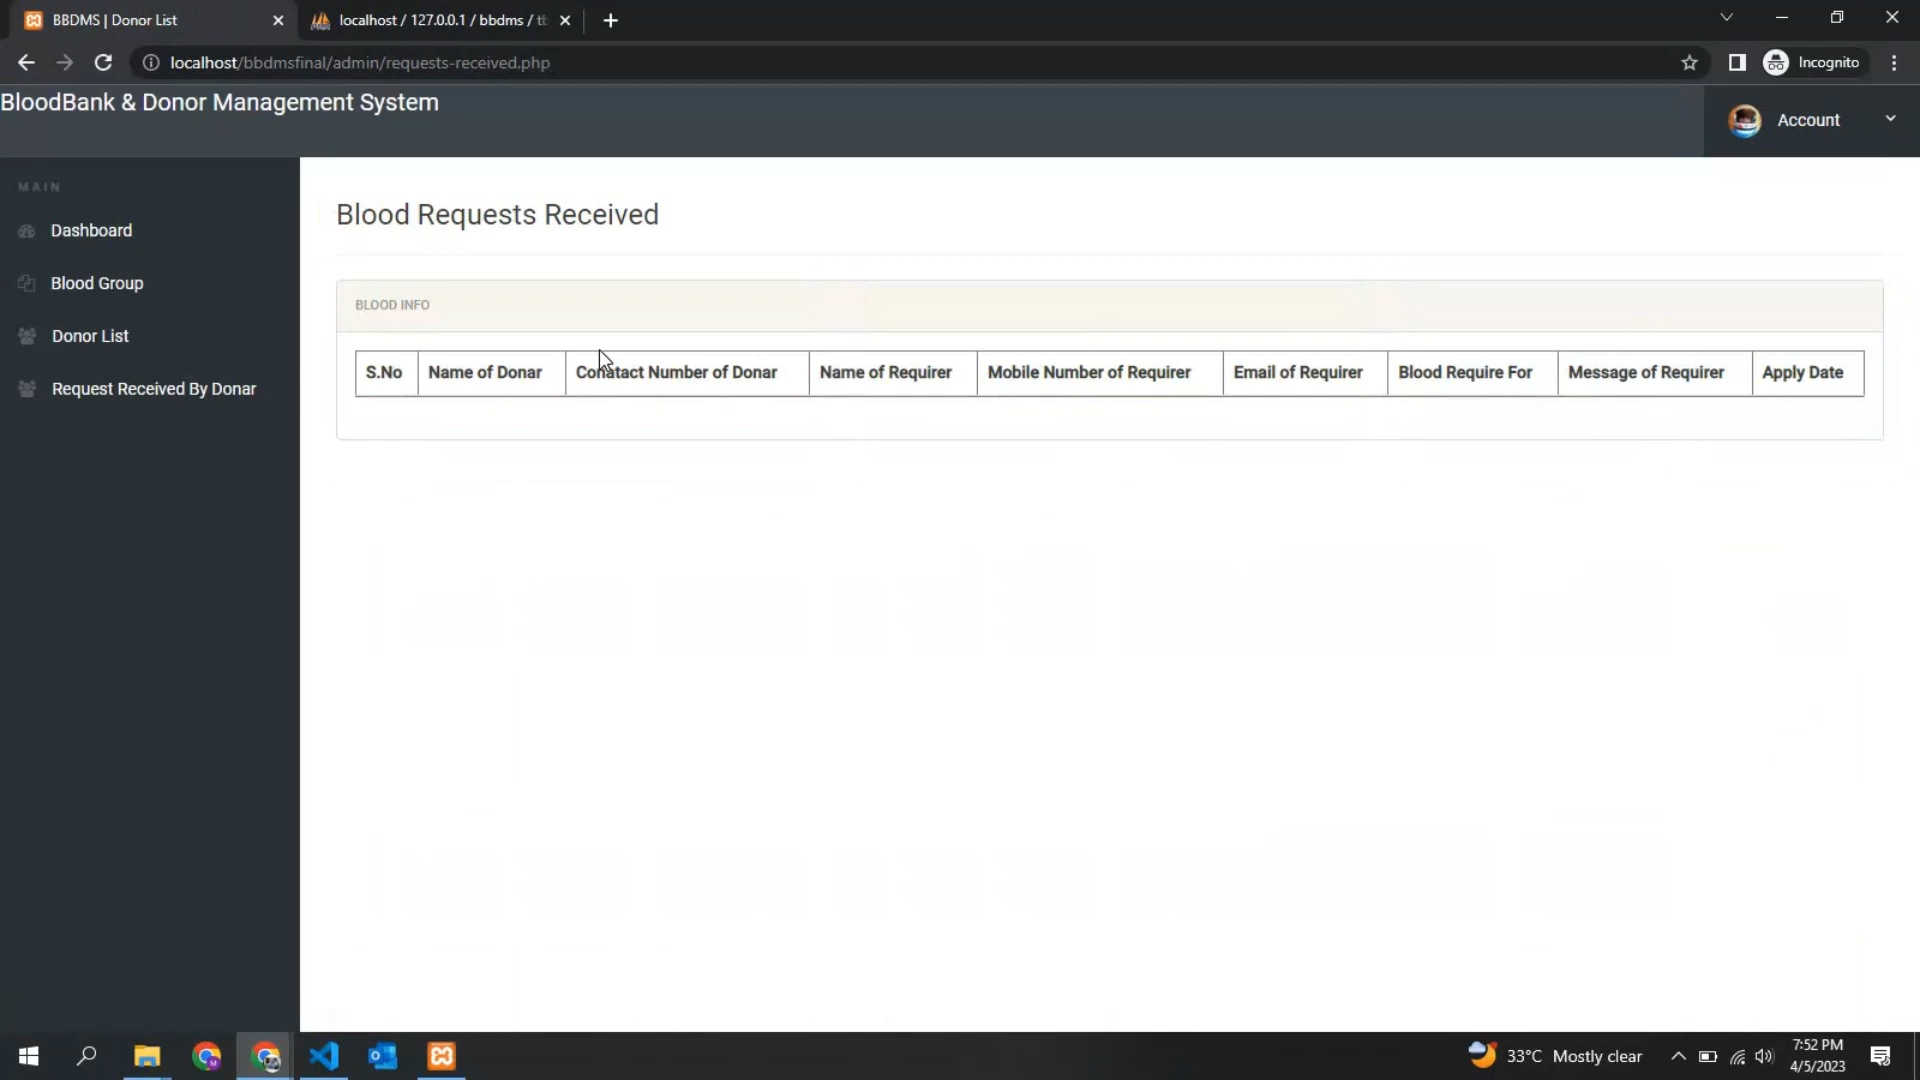 BBDMS | Donor List
localhost / 127.0.0.1 / bbdms / tb
localhost/bbdmsfinal/admin/requests-received.php
Incognito
BloodBank & Donor Management System
Account
MAIN
Dashboard
Blood Group
Donor List
Request Received By Donar
Blood Requests Received
BLOOD INFO
S.No Name of Donar Conatact Number of Donar Name of Requirer Mobile Number of Requirer Email of Requirer Blood Require For Message of Requirer Apply Date
33°C Mostly clear
7:52 PM
4/5/2023